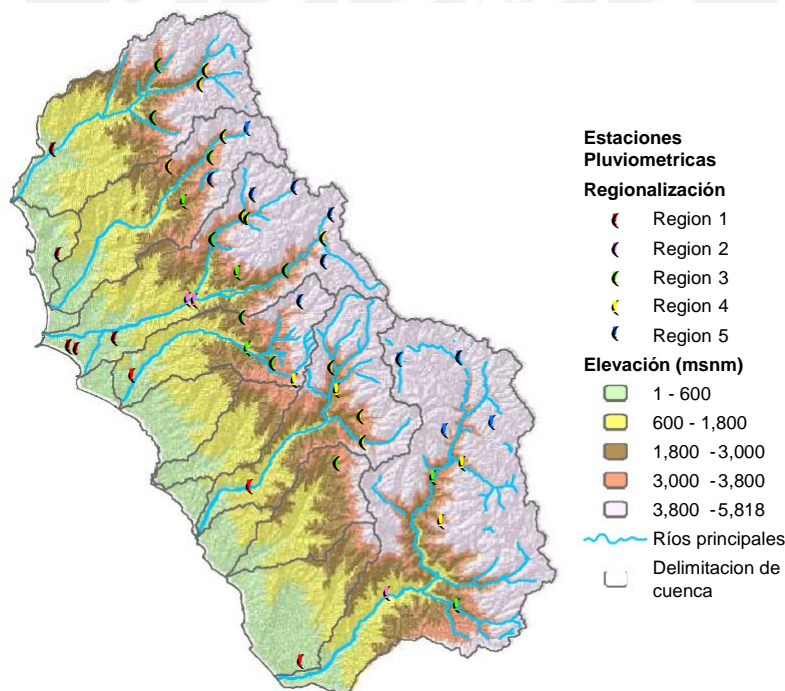 Estaciones
Pluviometricas
Regionalización
Region 1
Region 2
Region 3
Region 4
Region 5
Elevación (msnm)
1 - 600
600 - 1,800
1,800 -3,000
3,000 -3,800
3,800 -5,818
Ríos principales
Delimitacion de
cuenca